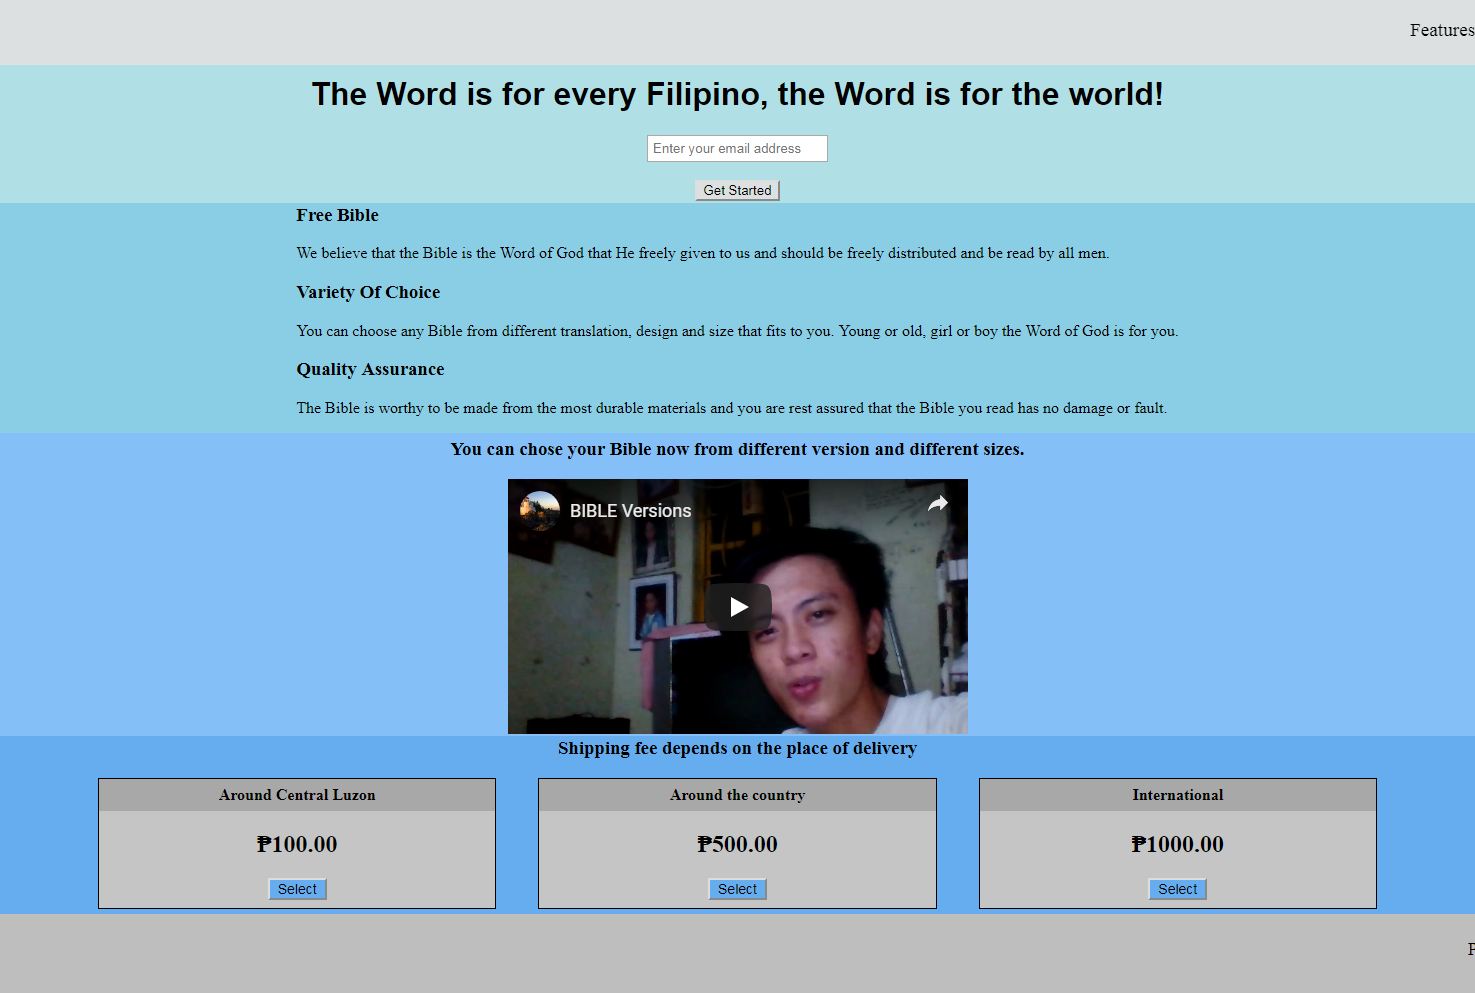 Features
The Word is for every Filipino, the Word is for the world!
Enter your email address
Get Started
Free Bible
We believe that the Bible is the Word of God that He freely given to us and should be freely distributed and be read by all men.
Variety Of Choice
You can choose any Bible from different translation, design and size that fits to you. Young or old, girl or boy the Word of God is for you.
Quality Assurance
The Bible is worthy to be made from the most durable materials and you are rest assured that the Bible you read has no damage or fault.
You can chose your Bible now from different version and different sizes.
BIBLE Versions
Shipping fee depends on the place of delivery
Around Central Luzon
₱100.00
Select
Around the country
₱500.00
Select
International
₱1000.00
Select